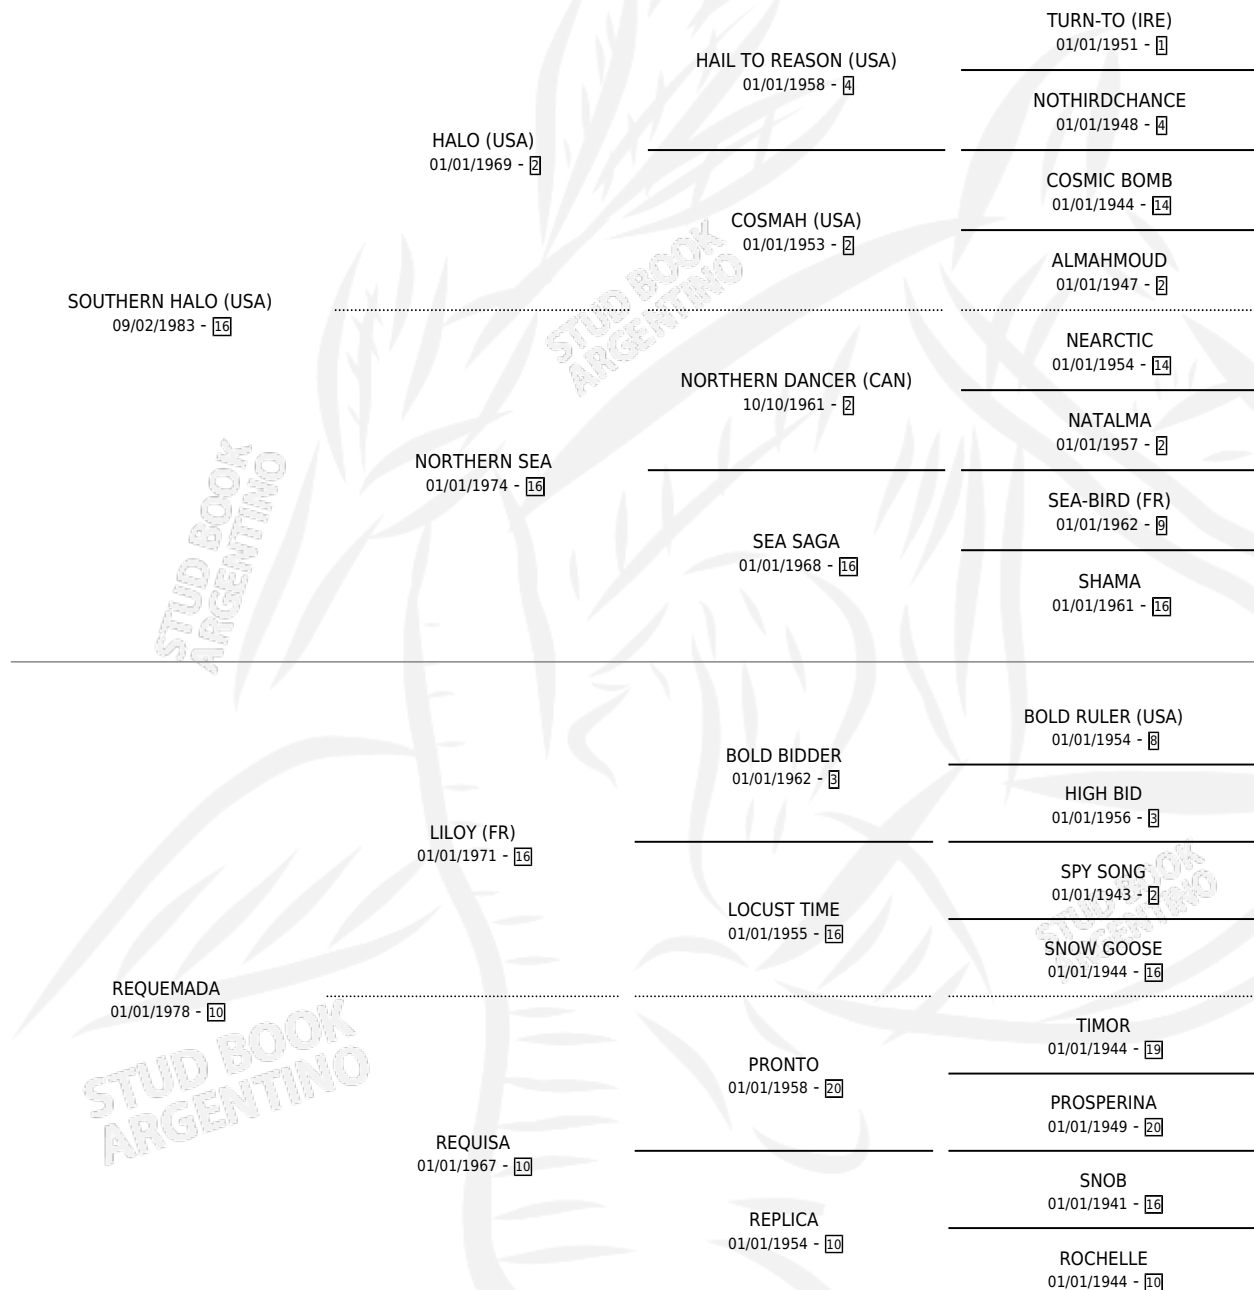 TURN-TO (IRE)
01/01/1951 - 1
HAIL TO REASON (USA)
01/01/1958 - 4
NOTHIRDCHANCE
01/01/1948 - 4
HALO (USA)
01/01/1969 - 2
COSMIC BOMB
01/01/1944 - 14
COSMAH (USA)
01/01/1953 - 2
ALMAHMOUD
01/01/1947 - 2
SOUTHERN HALO (USA)
09/02/1983 - 16
NEARCTIC
01/01/1954 - 14
NORTHERN DANCER (CAN)
10/10/1961 - 2
NATALMA
01/01/1957 - 2
NORTHERN SEA
01/01/1974 - 16
SEA-BIRD (FR)
01/01/1962 - 9
SEA SAGA
01/01/1968 - 16
SHAMA
01/01/1961 - 16
STUD BOOK
ARGENTINO
STUD BOOK
ARGENTINO
BOLD RULER (USA)
01/01/1954 - 8
BOLD BIDDER
01/01/1962 - 3
HIGH BID
01/01/1956 - 3
LILOY (FR)
01/01/1971 - 16
SPY SONG
01/01/1943 - 2
LOCUST TIME
01/01/1955 - 16
SNOW GOOSE
01/01/1944 - 16
STUD BOOK
ARGENTINO
REQUEMADA
01/01/1978 - 10
TIMOR
01/01/1944 - 19
PRONTO
01/01/1958 - 20
PROSPERINA
01/01/1949 - 20
REQUISA
01/01/1967 - 10
SNOB
01/01/1941 - 16
REPLICA
01/01/1954 - 10
ROCHELLE
01/01/1944 - 10
STUD BOOK
ARGENTINO